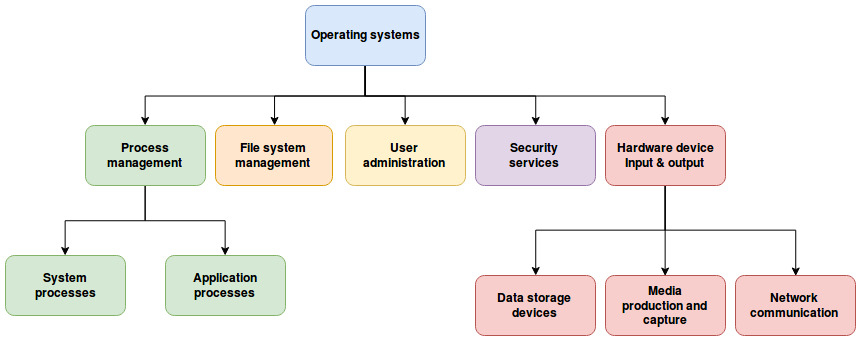 Operating systems
Process
management
File system
management
User
administration
Security
services
Hardware device
Input & output
System
processes
Application
processes
Data storage
devices
Media
production and
capture
Network
communication